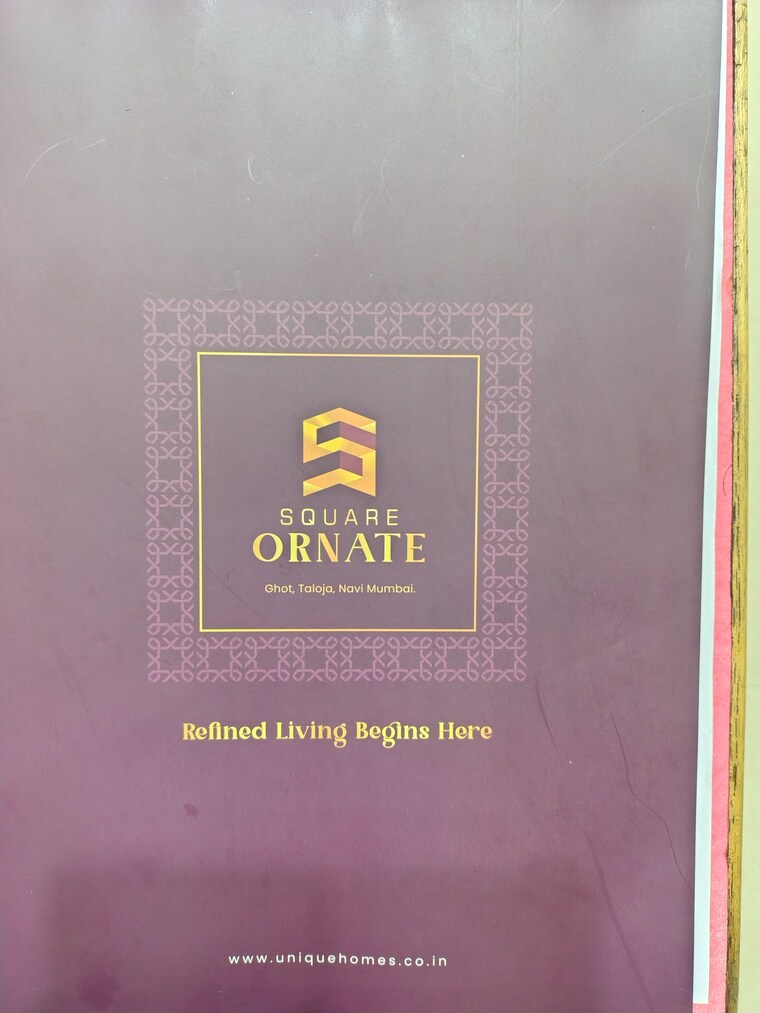 SQUARE
ORNATE
Ghot, Taloja, Navi Mumbai.
Refined Living Begins Here
www.uniquehomes.co.in